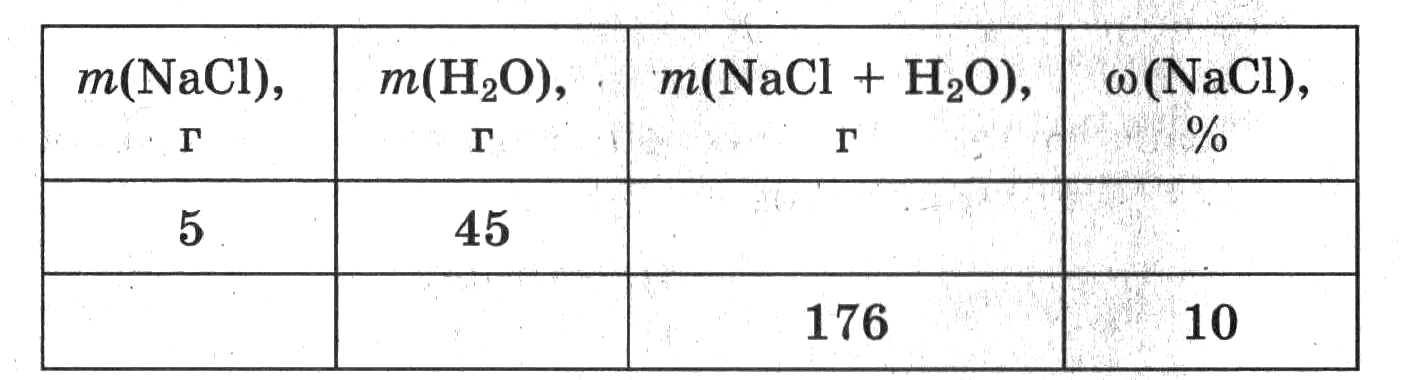 m(NaCl), г
m(H₂O), г
m(NaCl + H₂O), г
ω(NaCl), %
5
45
176
10